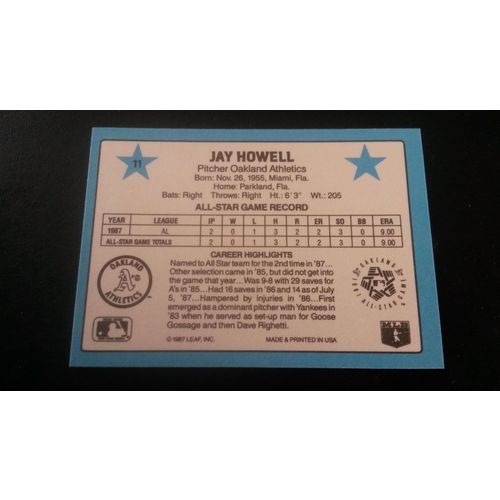 11
JAY HOWELL
Pitcher Oakland Athletics
Born: Nov. 26, 1955, Miami, Fla.
Home: Parkland, Fla.
Bats: Right Throws: Right Ht.: 6'3" Wt.: 205
ALL-STAR GAME RECORD
YEAR LEAGUE IP W L H R ER SO BB ERA
1987 AL 2 0 1 3 2 2 3 0 9.00
ALL-STAR GAME TOTALS 2 0 1 3 2 2 3 0 9.00
CAREER HIGHLIGHTS
Named to All Star team for the 2nd time in '87...
Other selection came in '85, but did not get into
the game that year...Was 9-8 with 29 saves for
A's in '85...Had 16 saves in '86 and 14 as of July
5, '87...Hampered by injuries in '86...First
emerged as a dominant pitcher with Yankees in
'83 when he served as set-up man for Goose
Gossage and then Dave Righetti.
OAKLAND
A's
ATHLETICS
OAKLAND
1987 ALL-STAR GAME
MLB
© 1987 LEAF, INC.
MADE & PRINTED IN USA